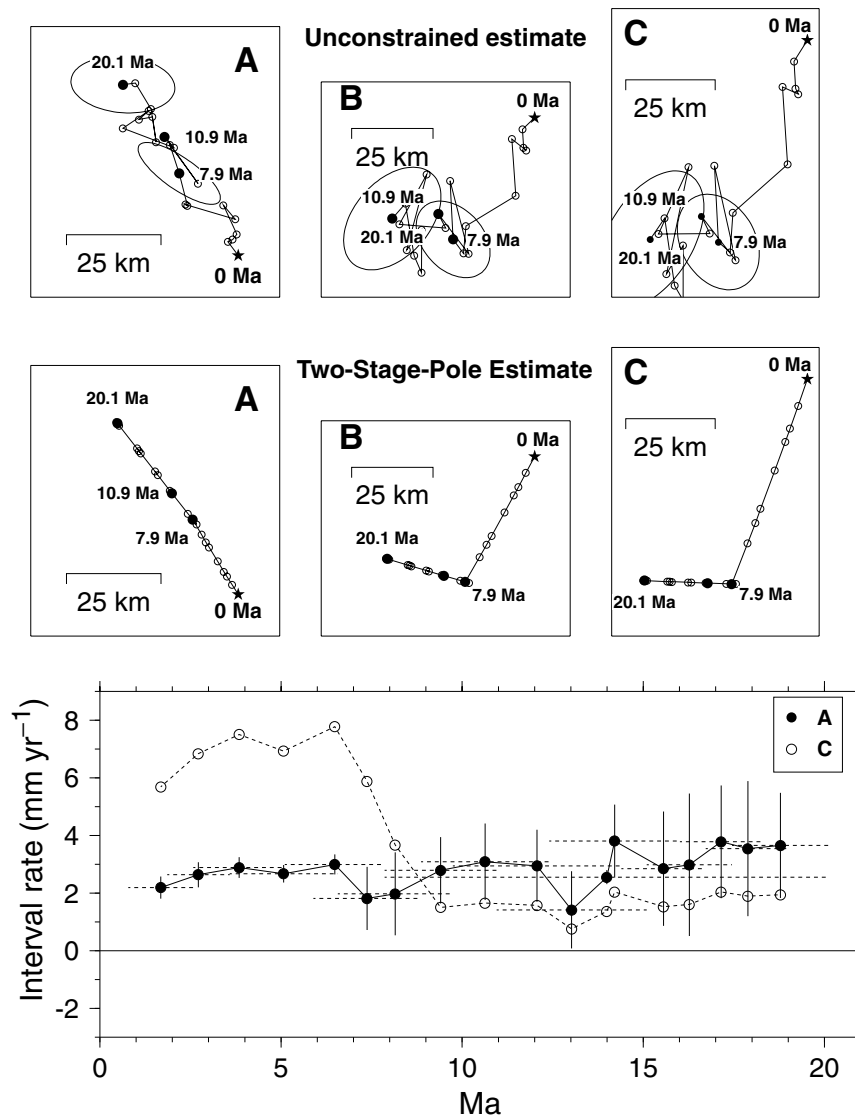 Unconstrained estimate
A
20.1 Ma
10.9 Ma
7.9 Ma
0 Ma
25 km
B
0 Ma
25 km
10.9 Ma
20.1 Ma
7.9 Ma
C
0 Ma
25 km
10.9 Ma
7.9 Ma
20.1 Ma
Two-Stage-Pole Estimate
A
20.1 Ma
10.9 Ma
7.9 Ma
25 km
0 Ma
B
0 Ma
25 km
20.1 Ma
7.9 Ma
C
0 Ma
25 km
20.1 Ma
7.9 Ma
Interval rate (mm yr⁻¹)
8
6
4
2
0
-2
A
C
0 5 10 15 20
Ma